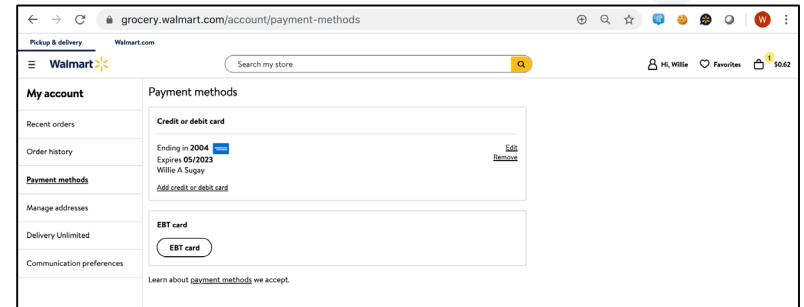 grocery.walmart.com/account/payment-methods
W
Pickup & delivery Walmart.com
Walmart
Search my store
Hi, Willie Favorites 1 $0.62
My account
Recent orders
Order history
Payment methods
Manage addresses
Delivery Unlimited
Communication preferences
Payment methods
Credit or debit card
Ending in 2004
Edit
Expires 05/2023
Remove
Willie A Sugay
Add credit or debit card
EBT card
EBT card
Learn about payment methods we accept.